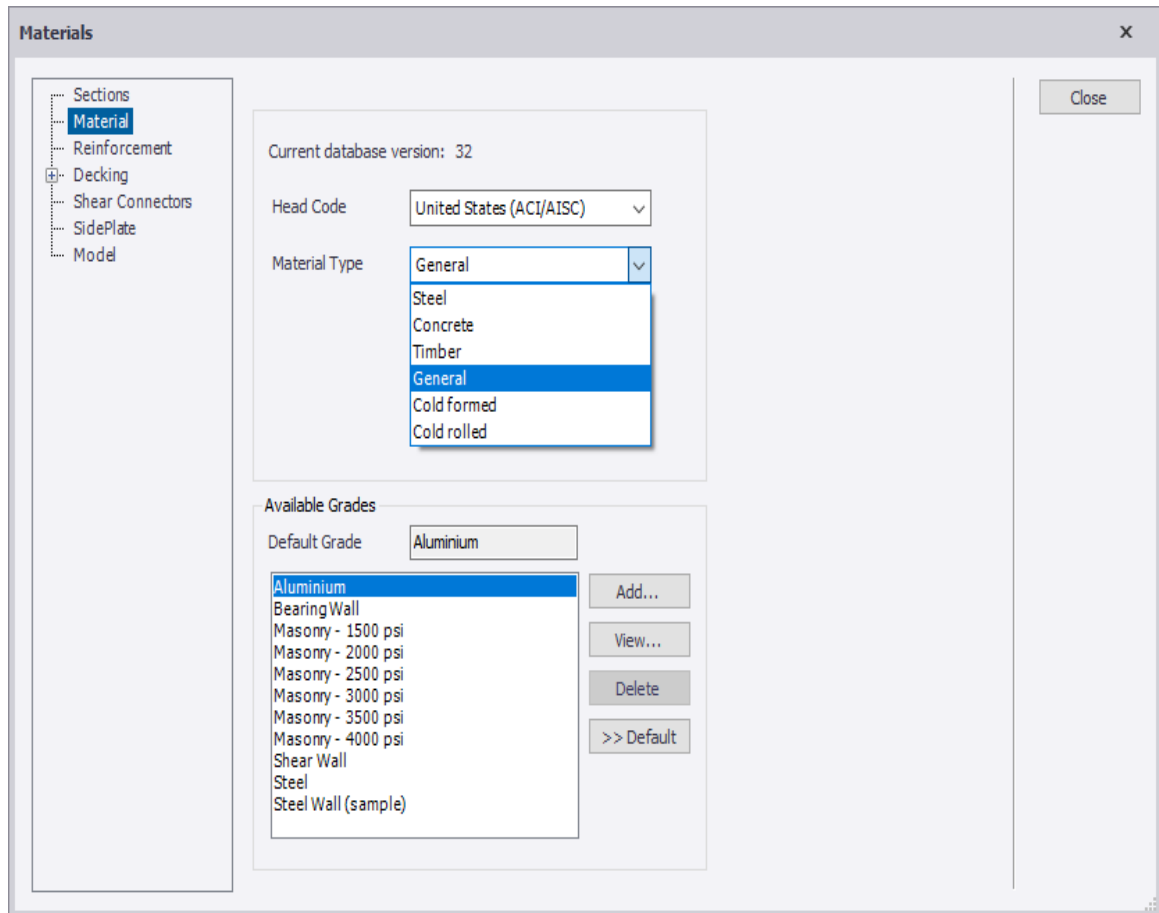 Materials
x
Sections
Material
Reinforcement
Decking
Shear Connectors
SidePlate
Model
Close
Current database version: 32
Head Code United States (ACI/AISC)
Material Type General
Steel
Concrete
Timber
General
Cold formed
Cold rolled
Available Grades
Default Grade Aluminium
Aluminium
Bearing Wall
Masonry - 1500 psi
Masonry - 2000 psi
Masonry - 2500 psi
Masonry - 3000 psi
Masonry - 3500 psi
Masonry - 4000 psi
Shear Wall
Steel
Steel Wall (sample)
Add...
View...
Delete
>> Default